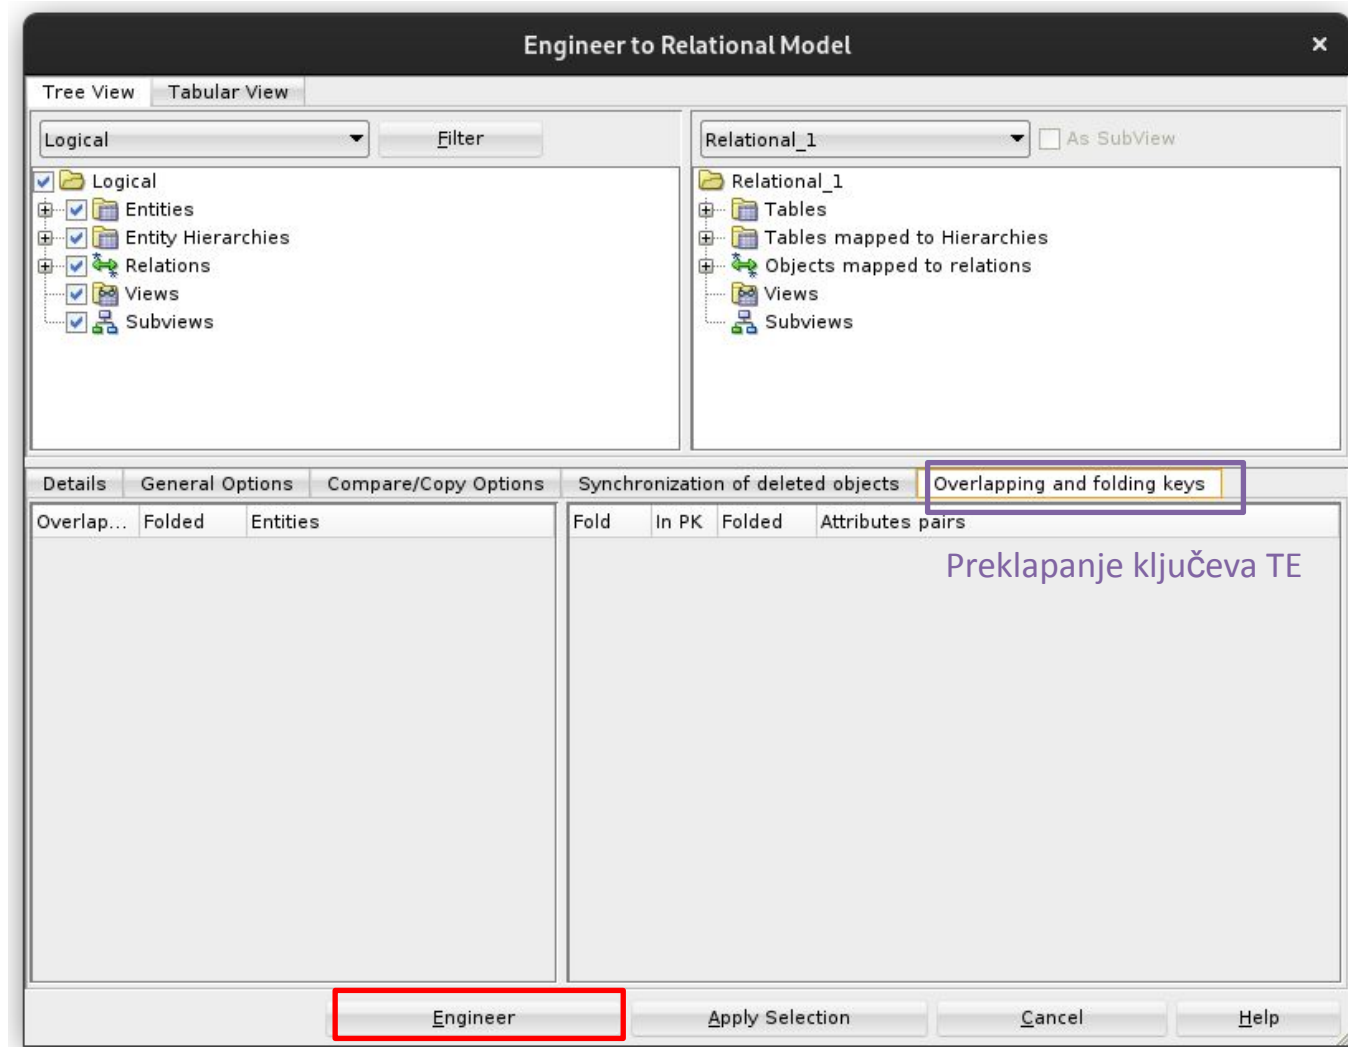 Engineer to Relational Model
Tree View Tabular View
Logical Filter Relational_1 As SubView
Logical
Entities
Entity Hierarchies
Relations
Views
Subviews
Relational_1
Tables
Tables mapped to Hierarchies
Objects mapped to relations
Views
Subviews
Details General Options Compare/Copy Options Synchronization of deleted objects Overlapping and folding keys
Overlap... Folded Entities Fold In PK Folded Attributes pairs
Preklapanje ključeva TE
Engineer Apply Selection Cancel Help